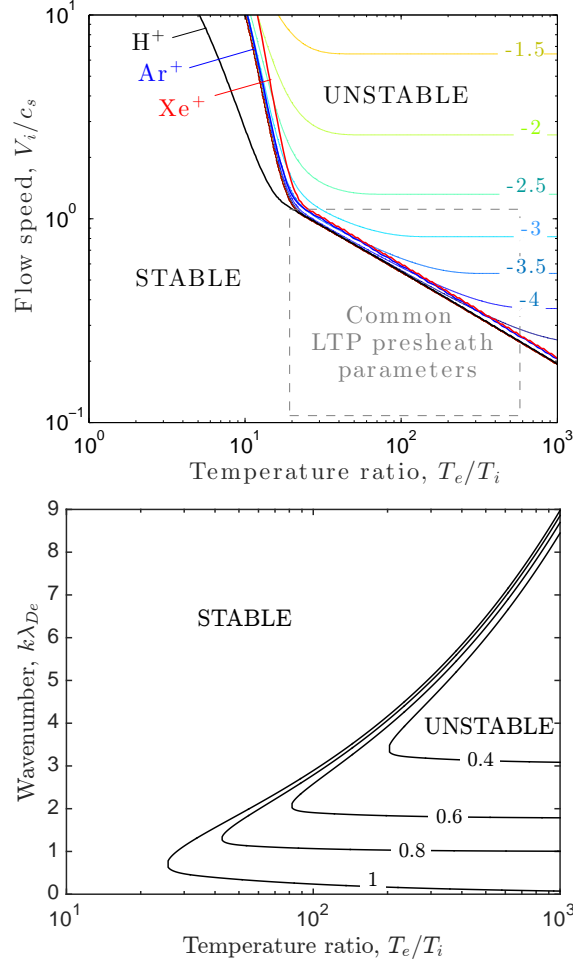 10^1
H^+
Ar^+
Xe^+
UNSTABLE
-1.5
-2
-2.5
-3
-3.5
-4
Flow speed, V_i/c_s
10^0
STABLE
Common
LTP presheath
parameters
10^{-1}
10^0
10^1
10^2
10^3
Temperature ratio, T_e/T_i
9
8
7
6
5
4
3
2
1
0
Wavenumber, kλ_{De}
STABLE
UNSTABLE
0.4
0.6
0.8
1
10^1
10^2
10^3
Temperature ratio, T_e/T_i